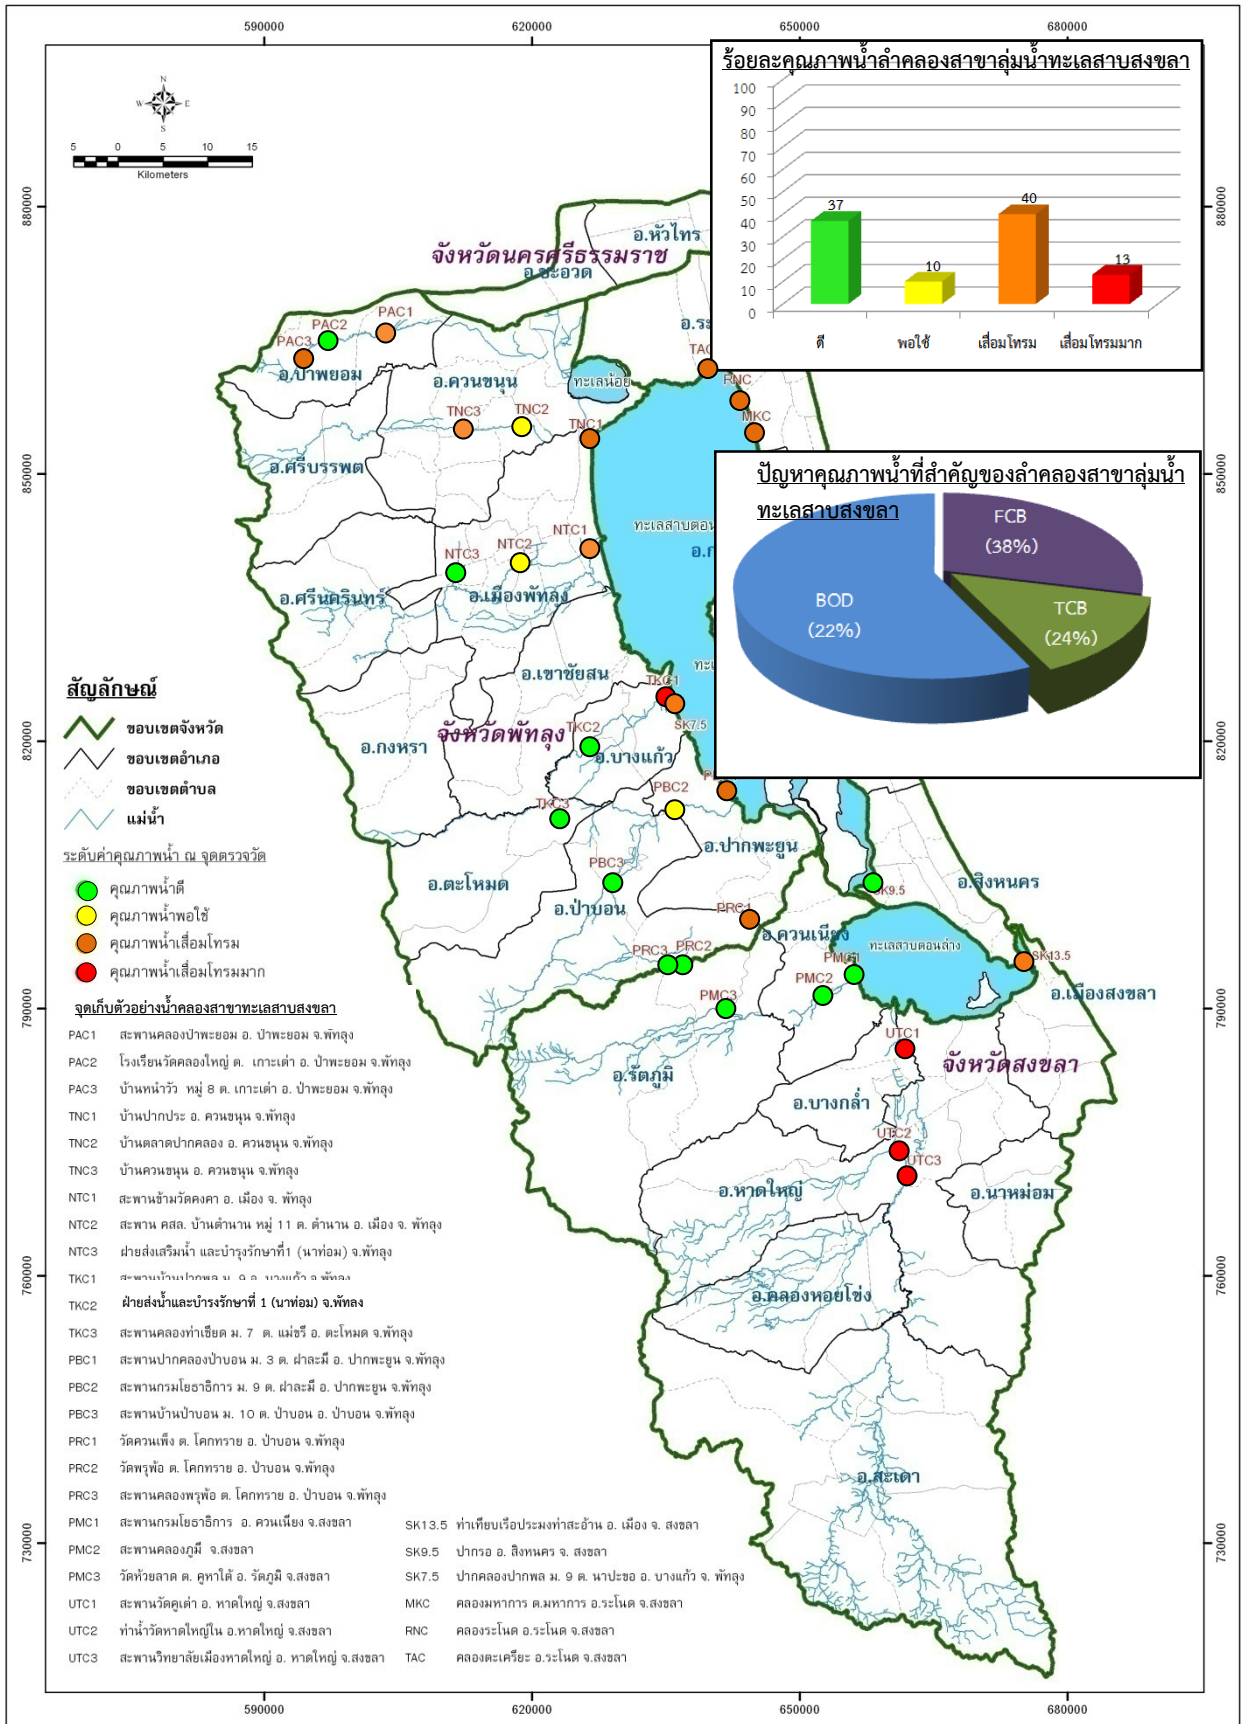 590000
620000
650000
680000
N
W
E
S
5 0 5 10 15
Kilometers
ร้อยละคุณภาพน้ำลำคลองสาขาลุ่มน้ำทะเลสาบสงขลา
100
90
80
70
60
50
40
30
20
10
0
37
10
40
13
ดี
พอใช้
เสื่อมโทรม
เสื่อมโทรมมาก
880000
880000
อ.หัวไทร
จังหวัดนครศรีธรรมราช
อ.ชะอวด
PAC1
PAC2
PAC3
อ.ป่าพยอม
อ.ควนขนุน
ทะเลน้อย
TAC
RNC
MKC
TNC3
TNC2
TNC1
อ.ศรีบรรพต
850000
850000
ปัญหาคุณภาพน้ำที่สำคัญของลำคลองสาขาลุ่มน้ำ
ทะเลสาบสงขลา
FCB
(38%)
TCB
(24%)
BOD
(22%)
ทะเลสาบตอน
NTC1
NTC2
NTC3
อ.ศรีนครินทร์
อ.เมืองพัทลุง
อ.เขาชัยสน
TKC1
SK7.5
TKC2
จังหวัดพัทลุง
อ.กงหรา
อ.บางแก้ว
820000
820000
PBC2
TKC3
อ.ปากพะยูน
PBC3
อ.ตะโหมด
อ.ป่าบอน
SK9.5
อ.สิงหนคร
PRC1
อ.ควนเนียง
ทะเลสาบตอนล่าง
PRC3
PRC2
PMC1
PMC2
PMC3
SK13.5
อ.เมืองสงขลา
790000
790000
UTC1
จังหวัดสงขลา
อ.รัตภูมิ
อ.บางกล่ำ
UTC2
UTC3
อ.หาดใหญ่
อ.นาหม่อม
760000
760000
อ.คลองหอยโข่ง
อ.สะเดา
730000
730000
สัญลักษณ์
ขอบเขตจังหวัด
ขอบเขตอำเภอ
ขอบเขตตำบล
แม่น้ำ
ระดับค่าคุณภาพน้ำ ณ จุดตรวจวัด
คุณภาพน้ำดี
คุณภาพน้ำพอใช้
คุณภาพน้ำเสื่อมโทรม
คุณภาพน้ำเสื่อมโทรมมาก
จุดเก็บตัวอย่างน้ำคลองสาขาทะเลสาบสงขลา
PAC1 สะพานคลองป่าพะยอม อ. ป่าพะยอม จ.พัทลุง
PAC2 โรงเรียนวัดคลองใหญ่ ต. เกาะเต่า อ. ป่าพะยอม จ.พัทลุง
PAC3 บ้านหนำวัว หมู่ 8 ต. เกาะเต่า อ. ป่าพะยอม จ.พัทลุง
TNC1 บ้านปากประ อ. ควนขนุน จ.พัทลุง
TNC2 บ้านตลาดปากคลอง อ. ควนขนุน จ.พัทลุง
TNC3 บ้านควนขนุน อ. ควนขนุน จ.พัทลุง
NTC1 สะพานข้ามวัดคงคา อ. เมือง จ. พัทลุง
NTC2 สะพาน คสล. บ้านตำนาน หมู่ 11 ต. ตำนาน อ. เมือง จ. พัทลุง
NTC3 ฝายส่งเสริมน้ำ และบำรุงรักษาที่1 (นาท่อม) จ.พัทลุง
TKC1 สะพานบ้านปากพล ม. 9 อ. บางแก้ว จ.พัทลุง
TKC2 ฝ่ายส่งน้ำและบำรุงรักษาที่ 1 (นาท่อม) จ.พัทลง
TKC3 สะพานคลองท่าเชียด ม. 7 ต. แม่ขรี อ. ตะโหมด จ.พัทลุง
PBC1 สะพานปากคลองป่าบอน ม. 3 ต. ฝาละมี อ. ปากพะยูน จ.พัทลุง
PBC2 สะพานกรมโยธาธิการ ม. 9 ต. ฝาละมี อ. ปากพะยูน จ.พัทลุง
PBC3 สะพานบ้านป่าบอน ม. 10 ต. ป่าบอน อ. ป่าบอน จ.พัทลุง
PRC1 วัดควนเพ็ง ต. โคกทราย อ. ป่าบอน จ.พัทลุง
PRC2 วัดพรุพ้อ ต. โคกทราย อ. ป่าบอน จ.พัทลุง
PRC3 สะพานคลองพรุพ้อ ต. โคกทราย อ. ป่าบอน จ.พัทลุง
PMC1 สะพานกรมโยธาธิการ อ. ควนเนียง จ.สงขลา
PMC2 สะพานคลองภูมี จ.สงขลา
PMC3 วัดห้วยลาด ต. คูหาใต้ อ. รัตภูมิ จ.สงขลา
UTC1 สะพานวัดคูเต่า อ. หาดใหญ่ จ.สงขลา
UTC2 ท่าน้ำวัดหาดใหญ่ใน อ.หาดใหญ่ จ.สงขลา
UTC3 สะพานวิทยาลัยเมืองหาดใหญ่ อ. หาดใหญ่ จ.สงขลา
SK13.5 ท่าเทียบเรือประมงท่าสะอ้าน อ. เมือง จ. สงขลา
SK9.5 ปากรอ อ. สิงหนคร จ. สงขลา
SK7.5 ปากคลองปากพล ม. 9 ต. นาปะขอ อ. บางแก้ว จ. พัทลุง
MKC คลองมหาการ ต.มหาการ อ.ระโนด จ.สงขลา
RNC คลองระโนด อ.ระโนด จ.สงขลา
TAC คลองตะเครียะ อ.ระโนด จ.สงขลา
590000
620000
650000
680000